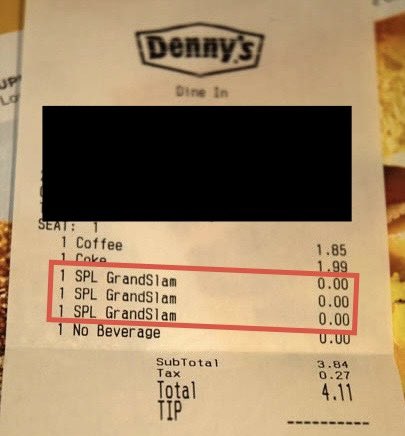 Denny's
Dine In
SEAT: 1
1 Coffee 1.85
1 Coke 1.99
1 SPL GrandSlam 0.00
1 SPL GrandSlam 0.00
1 SPL GrandSlam 0.00
1 No Beverage 0.00
SubTotal 3.84
Tax 0.27
Total 4.11
TIP